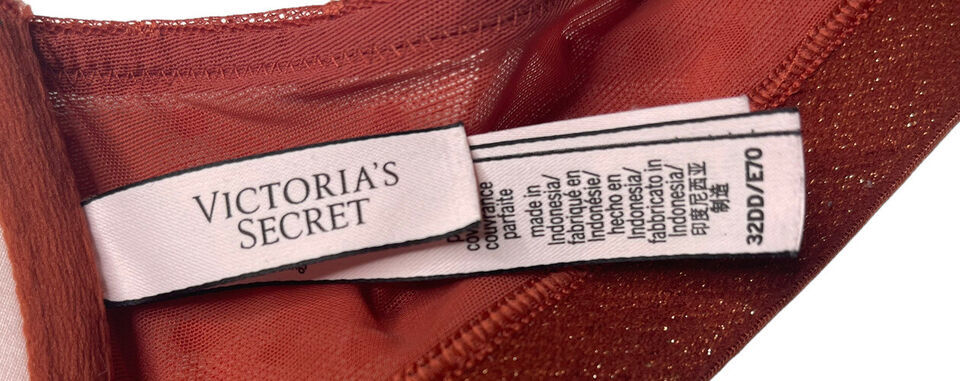 VICTORIA'S
SECRET
couvrance
parfaite
made in
Indonesia/
fabriqué en
Indonésie/
hecho en
Indonesia/
fabricato in
Indonesia/
印度尼西亚
制造
32DD/E70